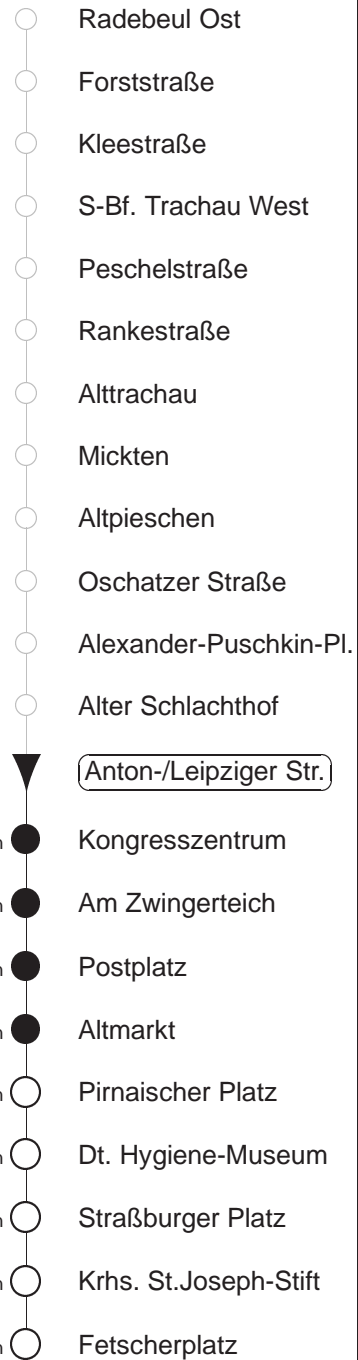 Radebeul Ost
Forststraße
Kleestraße
S-Bf. Trachau West
Peschelstraße
Rankestraße
Alttrachau
Mickten
Altpieschen
Oschatzer Straße
Alexander-Puschkin-Pl.
Alter Schlachthof
Anton-/Leipziger Str.
Kongresszentrum
Am Zwingerteich
Postplatz
Altmarkt
Pirnaischer Platz
Dt. Hygiene-Museum
Straßburger Platz
Krhs. St.Joseph-Stift
Fetscherplatz